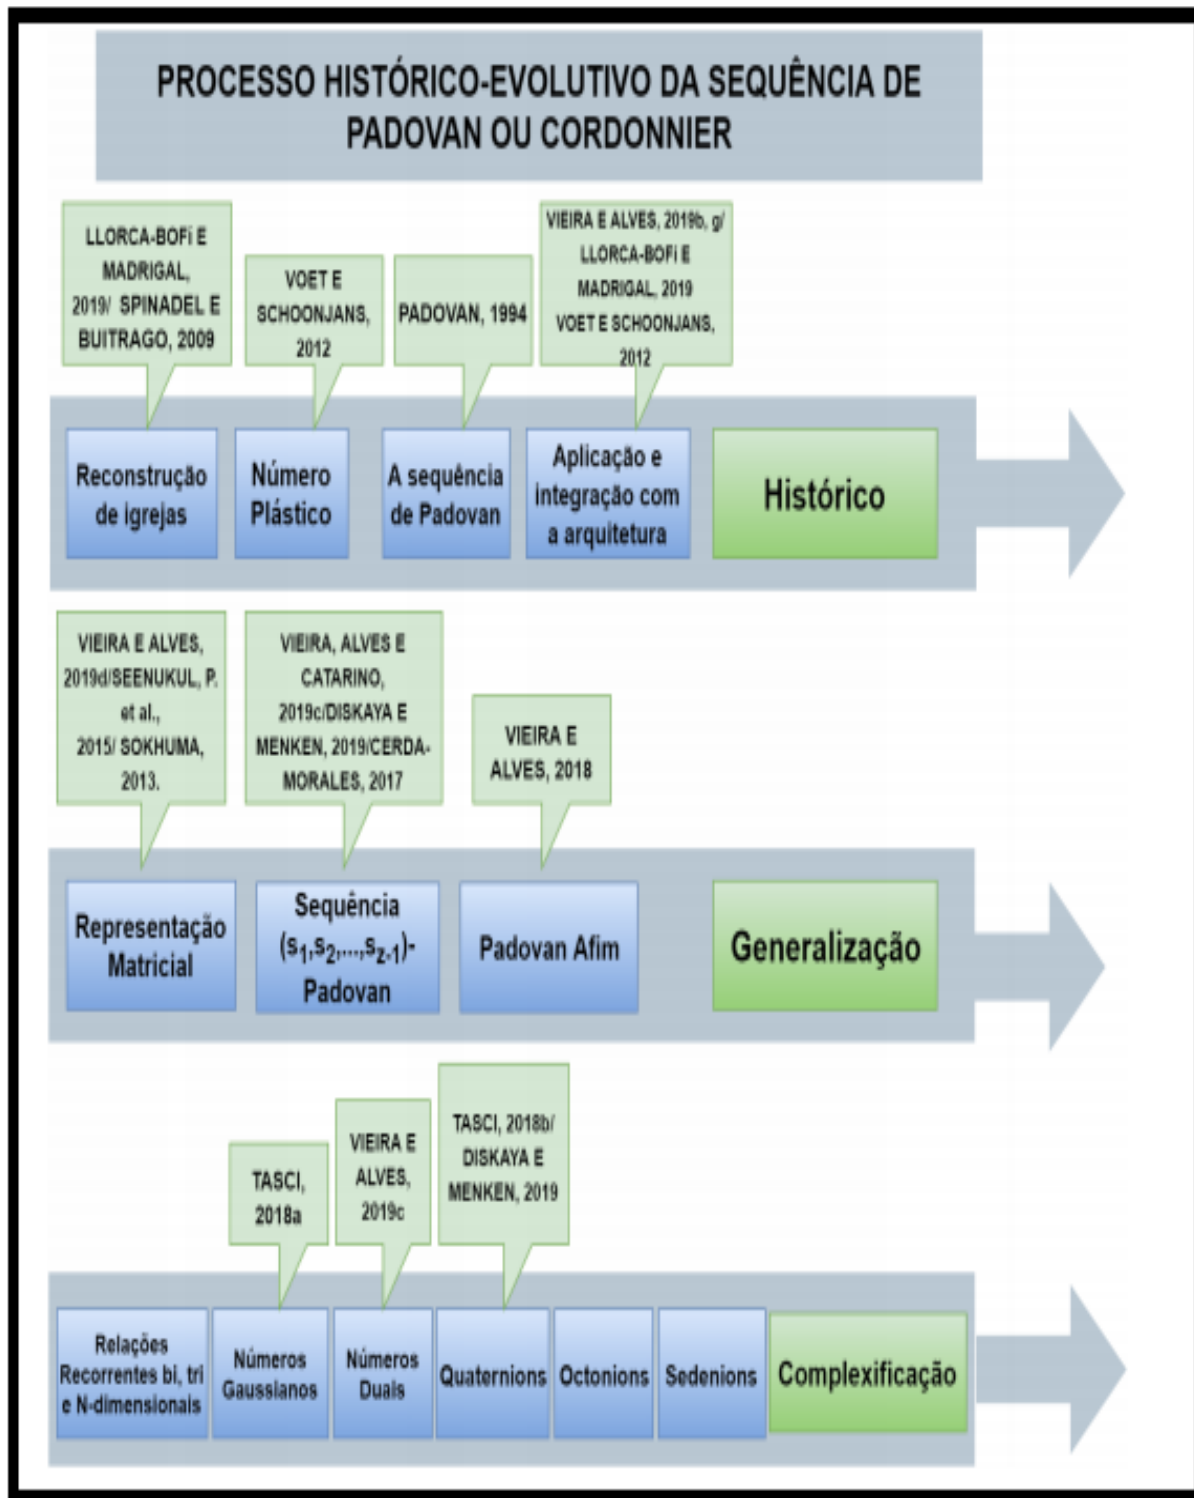 PROCESSO HISTÓRICO-EVOLUTIVO DA SEQUÊNCIA DE
PADOVAN OU CORDONNIER
LLORCA-BOFÍ E
MADRIGAL,
2019/ SPINADEL E
BUITRAGO, 2009
VOET E
SCHOONJANS,
2012
PADOVAN, 1994
VIEIRA E ALVES, 2019b, g/
LLORCA-BOFÍ E
MADRIGAL, 2019
VOET E SCHOONJANS,
2012
Reconstrução
de igrejas
Número
Plástico
A sequência
de Padovan
Aplicação e
integração com
a arquitetura
Histórico
VIEIRA E ALVES,
2019d/SEENUKUL, P.
et al.,
2015/ SOKHUMA,
2013.
VIEIRA, ALVES E
CATARINO,
2019c/DISKAYA E
MENKEN, 2019/CERDA-
MORALES, 2017
VIEIRA E
ALVES, 2018
Representação
Matricial
Sequência
(s₁,s₂,...,s_{z-1})-
Padovan
Padovan Afim
Generalização
TASCI,
2018a
VIEIRA E
ALVES,
2019c
TASCI, 2018b/
DISKAYA E
MENKEN, 2019
Relações
Recorrentes bi, tri
e N-dimensionais
Números
Gaussianos
Números
Duais
Quaternions
Octonions
Sedenions
Complexificação